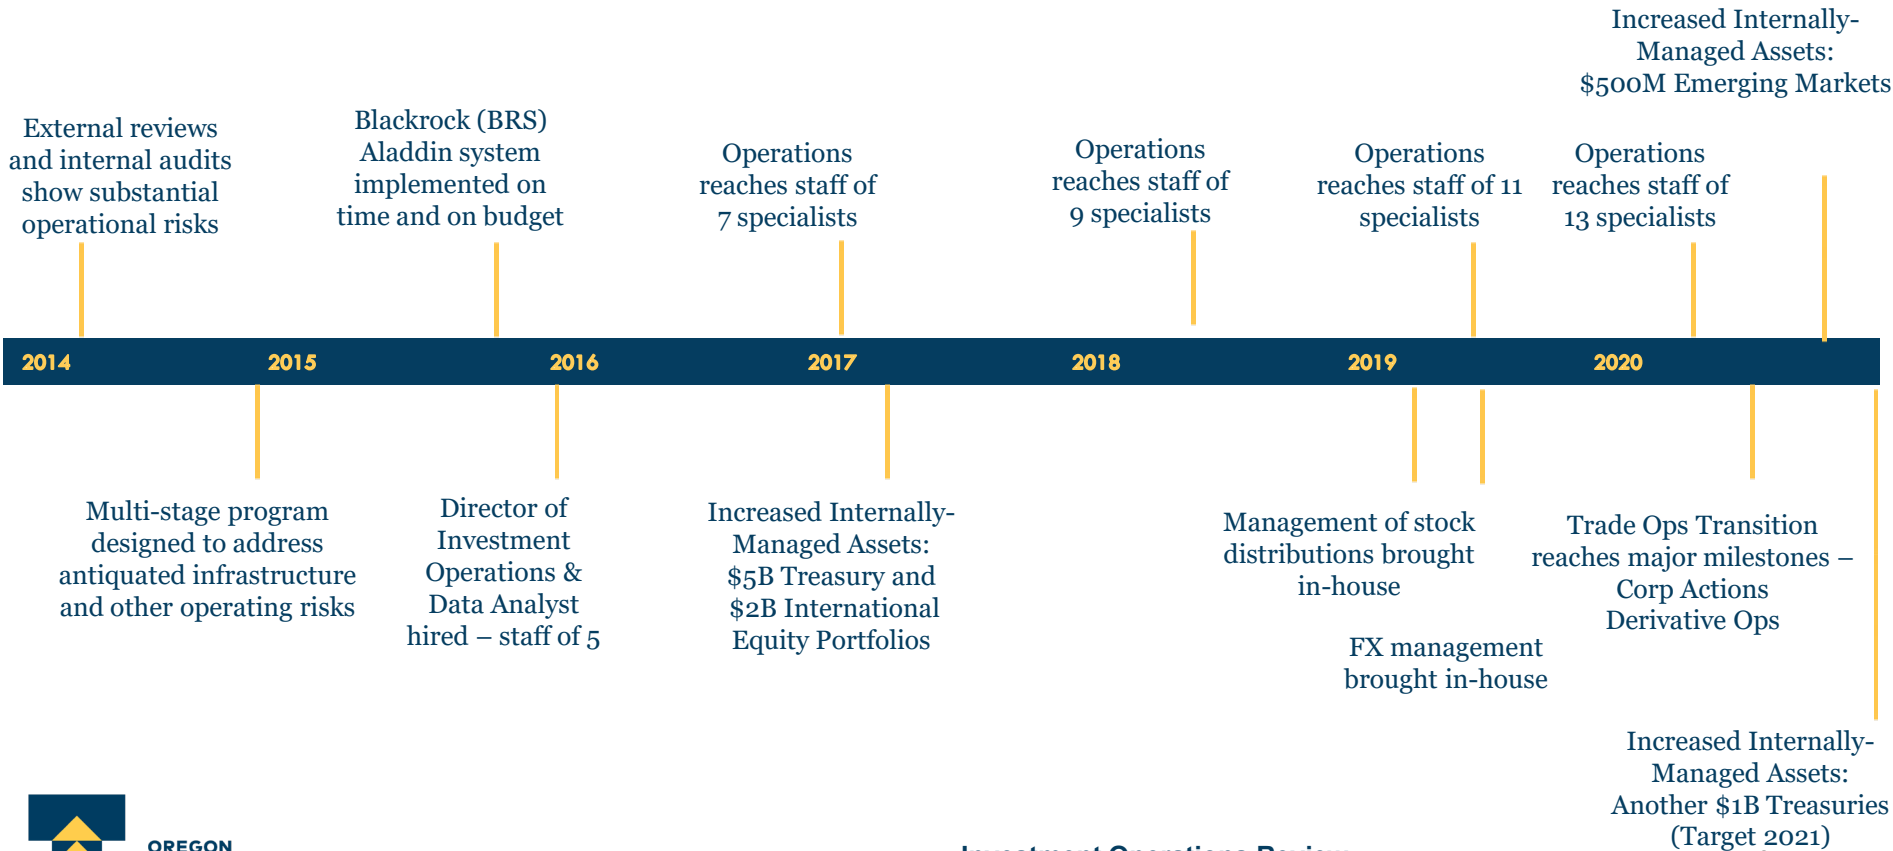 Increased Internally-
Managed Assets:
$500M Emerging Markets
External reviews
and internal audits
show substantial
operational risks
Blackrock (BRS)
Aladdin system
implemented on
time and on budget
Operations
reaches staff of
7 specialists
Operations
reaches staff of
9 specialists
Operations
reaches staff of 11
specialists
Operations
reaches staff of
13 specialists
2014 2015 2016 2017 2018 2019 2020
Multi-stage program
designed to address
antiquated infrastructure
and other operating risks
Director of
Investment
Operations &
Data Analyst
hired – staff of 5
Increased Internally-
Managed Assets:
$5B Treasury and
$2B International
Equity Portfolios
Management of stock
distributions brought
in-house
FX management
brought in-house
Trade Ops Transition
reaches major milestones –
Corp Actions
Derivative Ops
Increased Internally-
Managed Assets:
Another $1B Treasuries
(Target 2021)
OREGON
Investment Operations Review